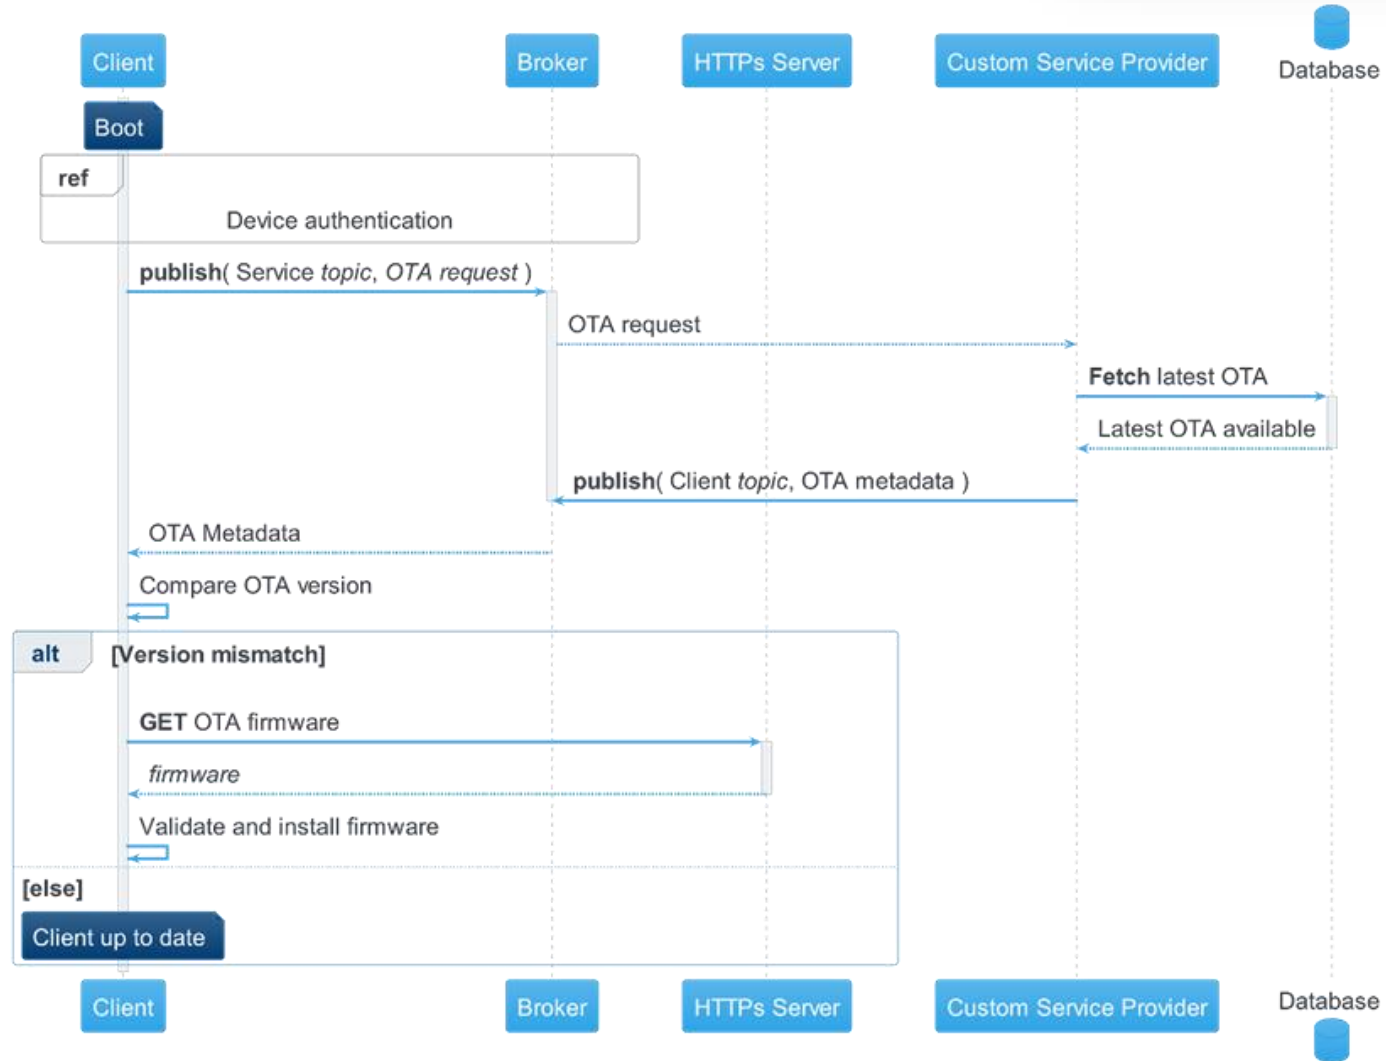 Client
Broker
HTTPs Server
Custom Service Provider
Database
Boot
ref
Device authentication
publish( Service topic, OTA request )
OTA request
Fetch latest OTA
Latest OTA available
publish( Client topic, OTA metadata )
OTA Metadata
Compare OTA version
alt
[Version mismatch]
GET OTA firmware
firmware
Validate and install firmware
[else]
Client up to date
Client
Broker
HTTPs Server
Custom Service Provider
Database